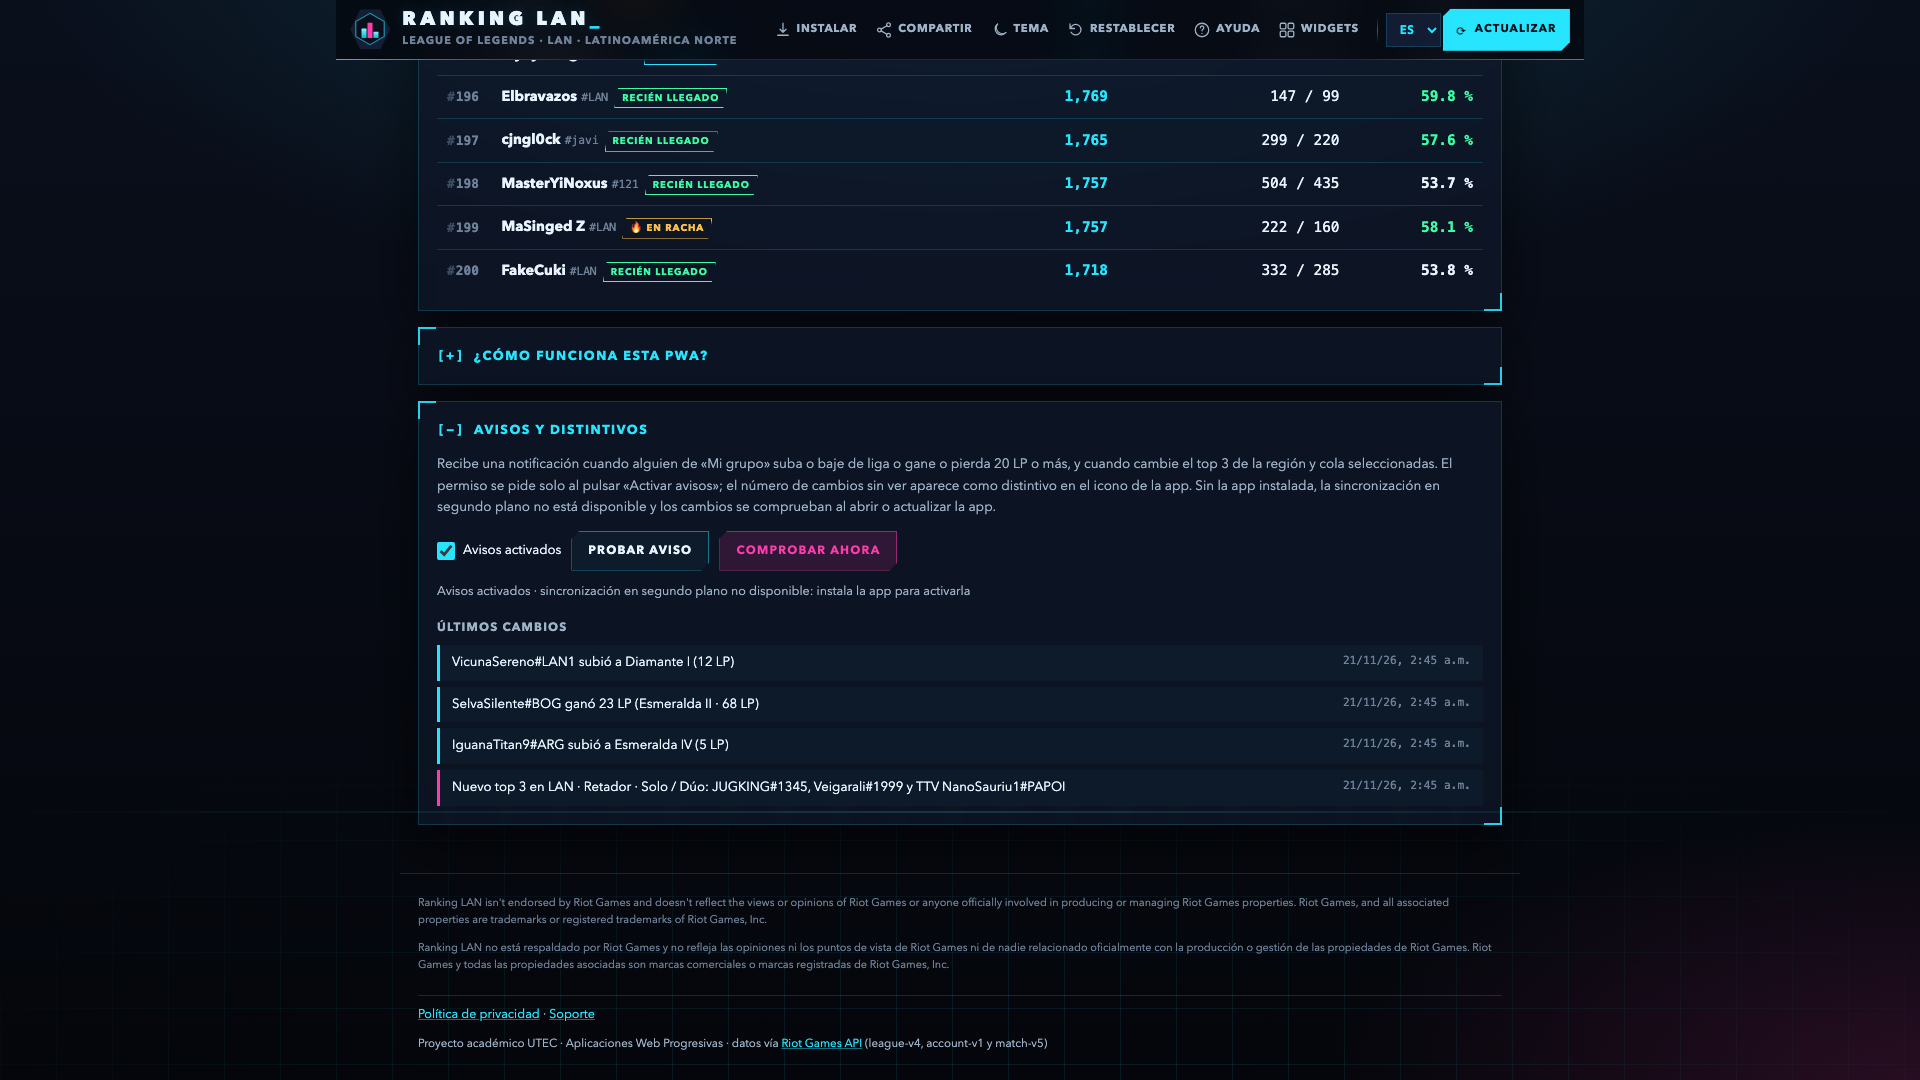 RANKING LAN_
LEAGUE OF LEGENDS · LAN · LATINOAMÉRICA NORTE
INSTALAR
COMPARTIR
TEMA
RESTABLECER
AYUDA
WIDGETS
ES
ACTUALIZAR
#196 Elbravazos #LAN RECIÉN LLEGADO 1,769 147 / 99 59.8 %
#197 cjngl0ck #javi RECIÉN LLEGADO 1,765 299 / 220 57.6 %
#198 MasterYiNoxus #121 RECIÉN LLEGADO 1,757 504 / 435 53.7 %
#199 MaSinged Z #LAN 🔥 EN RACHA 1,757 222 / 160 58.1 %
#200 FakeCuki #LAN RECIÉN LLEGADO 1,718 332 / 285 53.8 %
[+] ¿CÓMO FUNCIONA ESTA PWA?
[–] AVISOS Y DISTINTIVOS
Recibe una notificación cuando alguien de «Mi grupo» suba o baje de liga o gane o pierda 20 LP o más, y cuando cambie el top 3 de la región y cola seleccionadas. El
permiso se pide solo al pulsar «Activar avisos»; el número de cambios sin ver aparece como distintivo en el icono de la app. Sin la app instalada, la sincronización en
segundo plano no está disponible y los cambios se comprueban al abrir o actualizar la app.
Avisos activados
PROBAR AVISO
COMPROBAR AHORA
Avisos activados · sincronización en segundo plano no disponible: instala la app para activarla
ÚLTIMOS CAMBIOS
VicunaSereno#LAN1 subió a Diamante I (12 LP) 21/11/26, 2:45 a.m.
SelvaSilente#BOG ganó 23 LP (Esmeralda II · 68 LP) 21/11/26, 2:45 a.m.
IguanaTitan9#ARG subió a Esmeralda IV (5 LP) 21/11/26, 2:45 a.m.
Nuevo top 3 en LAN · Retador · Solo / Dúo: JUGKING#1345, Veigarali#1999 y TTV NanoSauriu1#PAPOI 21/11/26, 2:45 a.m.
Ranking LAN isn't endorsed by Riot Games and doesn't reflect the views or opinions of Riot Games or anyone officially involved in producing or managing Riot Games properties. Riot Games, and all associated
properties are trademarks or registered trademarks of Riot Games, Inc.
Ranking LAN no está respaldado por Riot Games y no refleja las opiniones ni los puntos de vista de Riot Games ni de nadie relacionado oficialmente con la producción o gestión de las propiedades de Riot Games. Riot
Games y todas las propiedades asociadas son marcas comerciales o marcas registradas de Riot Games, Inc.
Política de privacidad · Soporte
Proyecto académico UTEC · Aplicaciones Web Progresivas · datos vía Riot Games API (league-v4, account-v1 y match-v5)